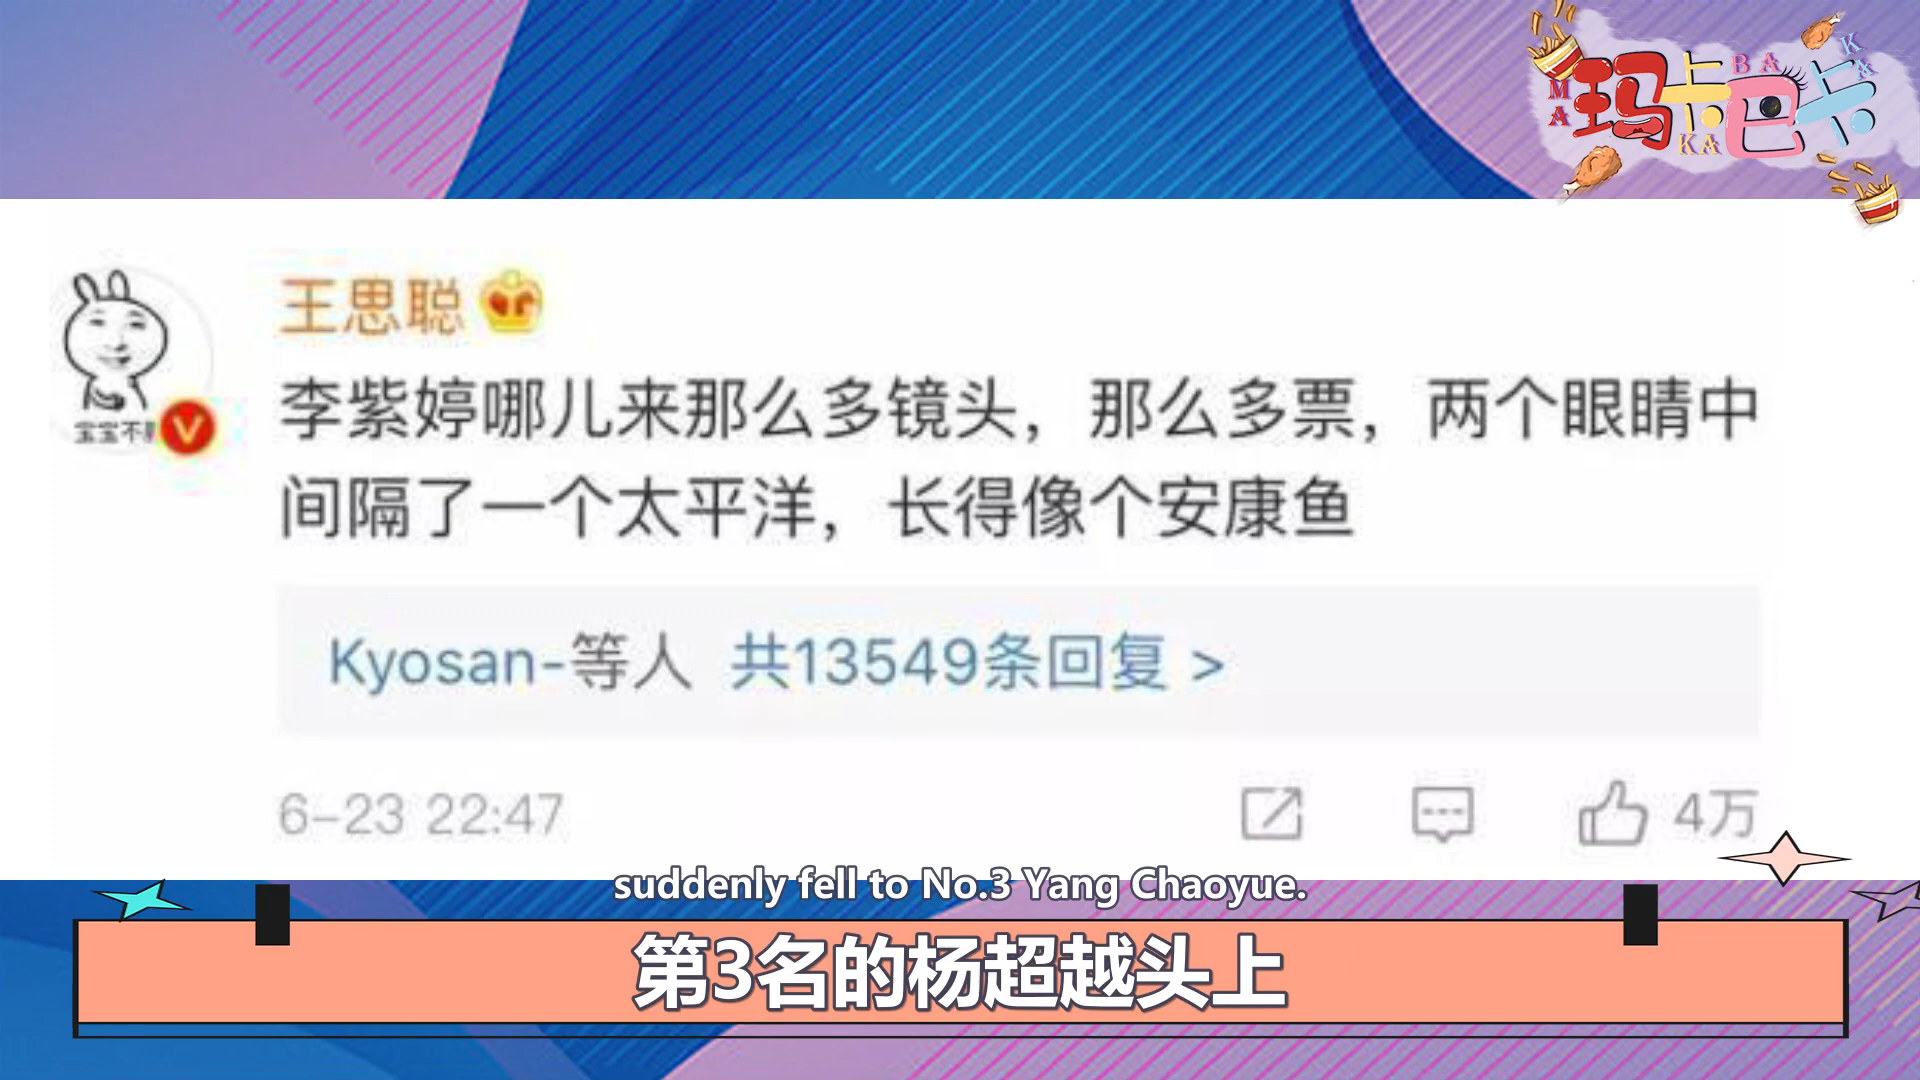 MA
玛卡巴卡
BA
KA
KA
王思聪
李紫婷哪儿来那么多镜头，那么多票，两个眼睛中
间隔了一个太平洋，长得像个安康鱼
宝宝不
V
Kyosan-等人 共13549条回复 >
6-23 22:47
4万
suddenly fell to No.3 Yang Chaoyue.
第3名的杨超越头上